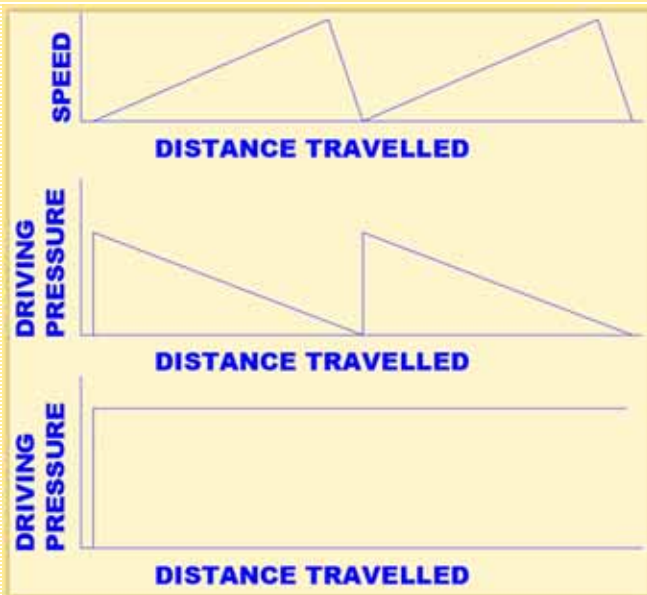 SPEED
DISTANCE TRAVELLED
DRIVING
PRESSURE
DISTANCE TRAVELLED
DRIVING
PRESSURE
DISTANCE TRAVELLED